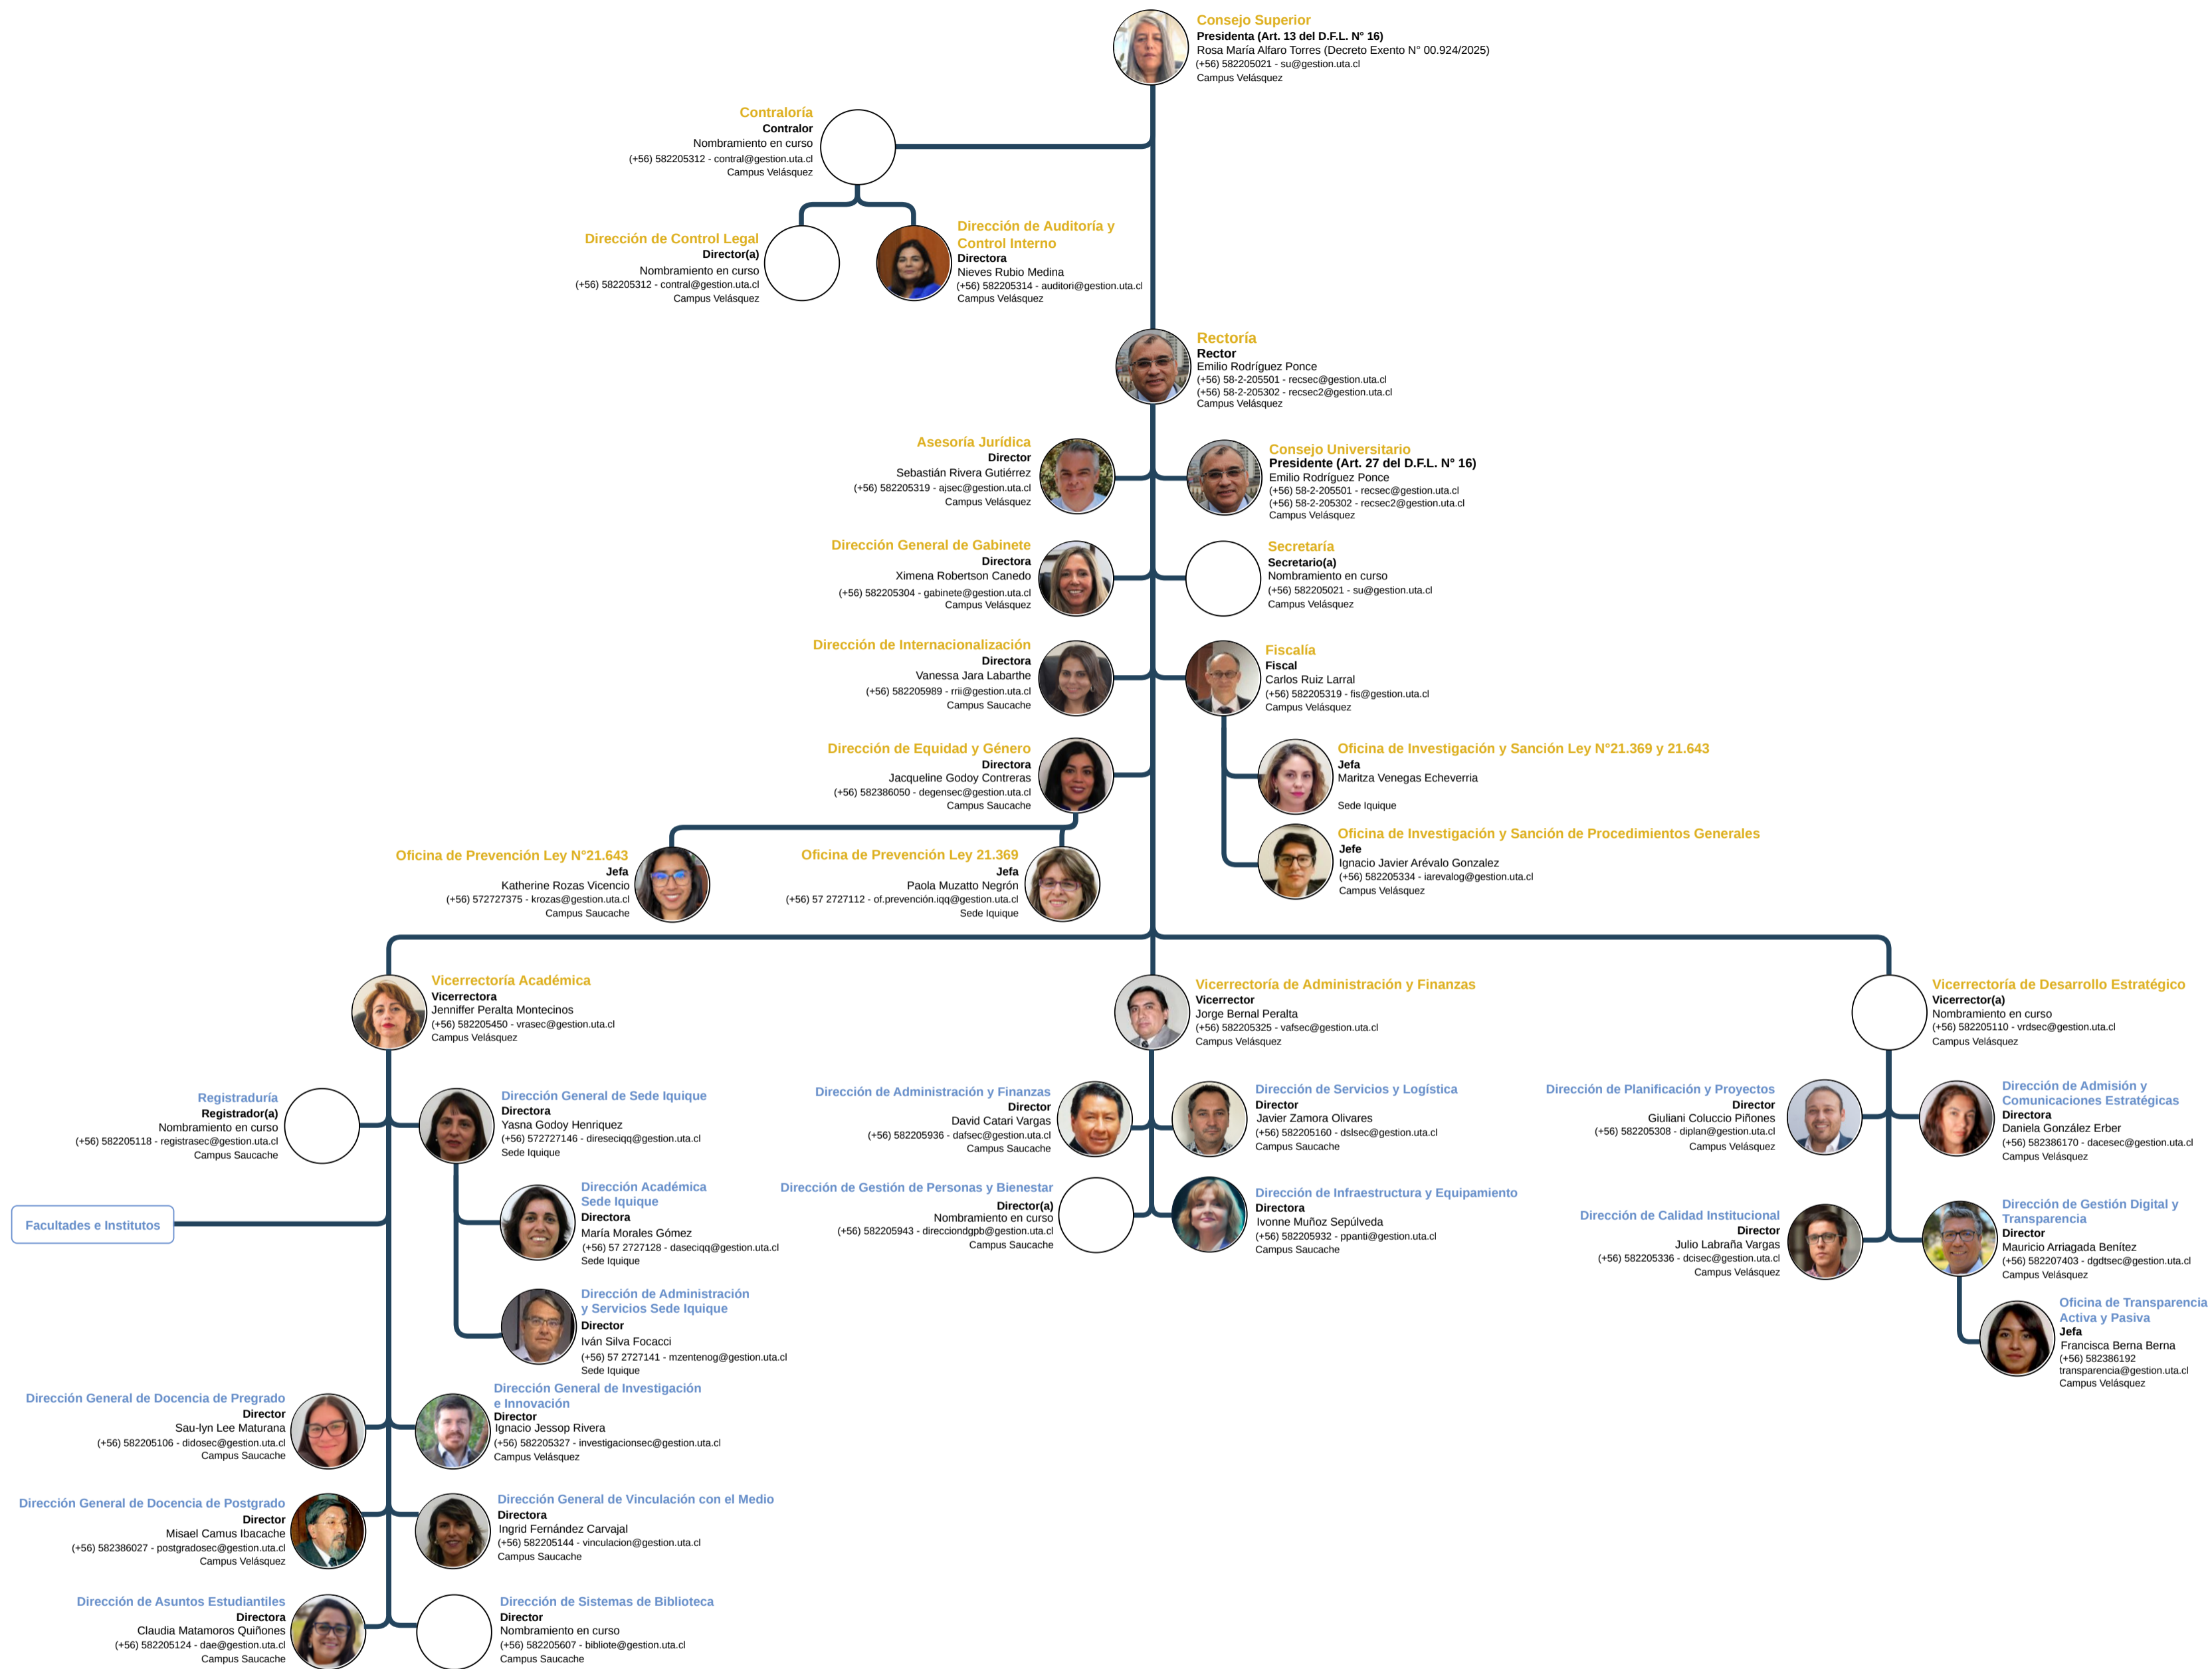 Consejo Superior
Presidenta (Art. 13 del D.F.L. N° 16)
Rosa María Alfaro Torres (Decreto Exento N° 00.924/2025)
(+56) 582205021 - su@gestion.uta.cl
Campus Velásquez
Contraloría
Contralor
Nombramiento en curso
(+56) 582205312 - contral@gestion.uta.cl
Campus Velásquez
Dirección de Control Legal
Director(a)
Nombramiento en curso
(+56) 582205312 - contral@gestion.uta.cl
Campus Velásquez
Dirección de Auditoría y
Control Interno
Directora
Nieves Rubio Medina
(+56) 582205314 - auditori@gestion.uta.cl
Campus Velásquez
Rectoría
Rector
Emilio Rodríguez Ponce
(+56) 58-2-205501 - recsec@gestion.uta.cl
(+56) 58-2-205302 - recsec2@gestion.uta.cl
Campus Velásquez
Asesoría Jurídica
Director
Sebastián Rivera Gutiérrez
(+56) 582205319 - ajsec@gestion.uta.cl
Campus Velásquez
Consejo Universitario
Presidente (Art. 27 del D.F.L. N° 16)
Emilio Rodríguez Ponce
(+56) 58-2-205501 - recsec@gestion.uta.cl
(+56) 58-2-205302 - recsec2@gestion.uta.cl
Campus Velásquez
Dirección General de Gabinete
Directora
Ximena Robertson Canedo
(+56) 582205304 - gabinete@gestion.uta.cl
Campus Velásquez
Secretaría
Secretario(a)
Nombramiento en curso
(+56) 582205021 - su@gestion.uta.cl
Campus Velásquez
Dirección de Internacionalización
Directora
Vanessa Jara Labarthe
(+56) 582205989 - rrii@gestion.uta.cl
Campus Saucache
Fiscalía
Fiscal
Carlos Ruiz Larral
(+56) 582205319 - fis@gestion.uta.cl
Campus Velásquez
Dirección de Equidad y Género
Directora
Jacqueline Godoy Contreras
(+56) 582386050 - degensec@gestion.uta.cl
Campus Saucache
Oficina de Investigación y Sanción Ley N°21.369 y 21.643
Jefa
Maritza Venegas Echeverria
Sede Iquique
Oficina de Investigación y Sanción de Procedimientos Generales
Jefe
Ignacio Javier Arévalo Gonzalez
(+56) 582205334 - iarevalog@gestion.uta.cl
Campus Velásquez
Oficina de Prevención Ley N°21.643
Jefa
Katherine Rozas Vicencio
(+56) 572727375 - krozas@gestion.uta.cl
Campus Saucache
Oficina de Prevención Ley 21.369
Jefa
Paola Muzatto Negrón
(+56) 57 2727112 - of.prevención.iqq@gestion.uta.cl
Sede Iquique
Vicerrectoría Académica
Vicerrectora
Jenniffer Peralta Montecinos
(+56) 582205450 - vrasec@gestion.uta.cl
Campus Velásquez
Vicerrectoría de Administración y Finanzas
Vicerrector
Jorge Bernal Peralta
(+56) 582205325 - vafsec@gestion.uta.cl
Campus Velásquez
Vicerrectoría de Desarrollo Estratégico
Vicerrector(a)
Nombramiento en curso
(+56) 582205110 - vrdsec@gestion.uta.cl
Campus Velásquez
Registraduría
Registrador(a)
Nombramiento en curso
(+56) 582205118 - registrasec@gestion.uta.cl
Campus Saucache
Dirección General de Sede Iquique
Directora
Yasna Godoy Henriquez
(+56) 572727146 - direseciqq@gestion.uta.cl
Sede Iquique
Dirección de Administración y Finanzas
Director
David Catari Vargas
(+56) 582205936 - dafsec@gestion.uta.cl
Campus Saucache
Dirección de Servicios y Logística
Director
Javier Zamora Olivares
(+56) 582205160 - dslsec@gestion.uta.cl
Campus Saucache
Dirección de Planificación y Proyectos
Director
Giuliani Coluccio Piñones
(+56) 582205308 - diplan@gestion.uta.cl
Campus Velásquez
Dirección de Admisión y
Comunicaciones Estratégicas
Directora
Daniela González Erber
(+56) 582386170 - dacesec@gestion.uta.cl
Campus Velásquez
Facultades e Institutos
Dirección Académica
Sede Iquique
Directora
María Morales Gómez
(+56) 57 2727128 - daseciqq@gestion.uta.cl
Sede Iquique
Dirección de Gestión de Personas y Bienestar
Director(a)
Nombramiento en curso
(+56) 582205943 - direcciondgpb@gestion.uta.cl
Campus Saucache
Dirección de Infraestructura y Equipamiento
Directora
Ivonne Muñoz Sepúlveda
(+56) 582205932 - ppanti@gestion.uta.cl
Campus Saucache
Dirección de Calidad Institucional
Director
Julio Labraña Vargas
(+56) 582205336 - dcisec@gestion.uta.cl
Campus Velásquez
Dirección de Gestión Digital y
Transparencia
Director
Mauricio Arriagada Benítez
(+56) 582207403 - dgdtsec@gestion.uta.cl
Campus Velásquez
Dirección de Administración
y Servicios Sede Iquique
Director
Iván Silva Focacci
(+56) 57 2727141 - mzentenog@gestion.uta.cl
Sede Iquique
Oficina de Transparencia
Activa y Pasiva
Jefa
Francisca Berna Berna
(+56) 582386192
transparencia@gestion.uta.cl
Campus Velásquez
Dirección General de Docencia de Pregrado
Director
Sau-lyn Lee Maturana
(+56) 582205106 - didosec@gestion.uta.cl
Campus Saucache
Dirección General de Investigación
e Innovación
Director
Ignacio Jessop Rivera
(+56) 582205327 - investigacionsec@gestion.uta.cl
Campus Velásquez
Dirección General de Docencia de Postgrado
Director
Misael Camus Ibacache
(+56) 582386027 - postgradosec@gestion.uta.cl
Campus Velásquez
Dirección General de Vinculación con el Medio
Directora
Ingrid Fernández Carvajal
(+56) 582205144 - vinculacion@gestion.uta.cl
Campus Saucache
Dirección de Asuntos Estudiantiles
Directora
Claudia Matamoros Quiñones
(+56) 582205124 - dae@gestion.uta.cl
Campus Saucache
Dirección de Sistemas de Biblioteca
Director
Nombramiento en curso
(+56) 582205607 - bibliote@gestion.uta.cl
Campus Saucache